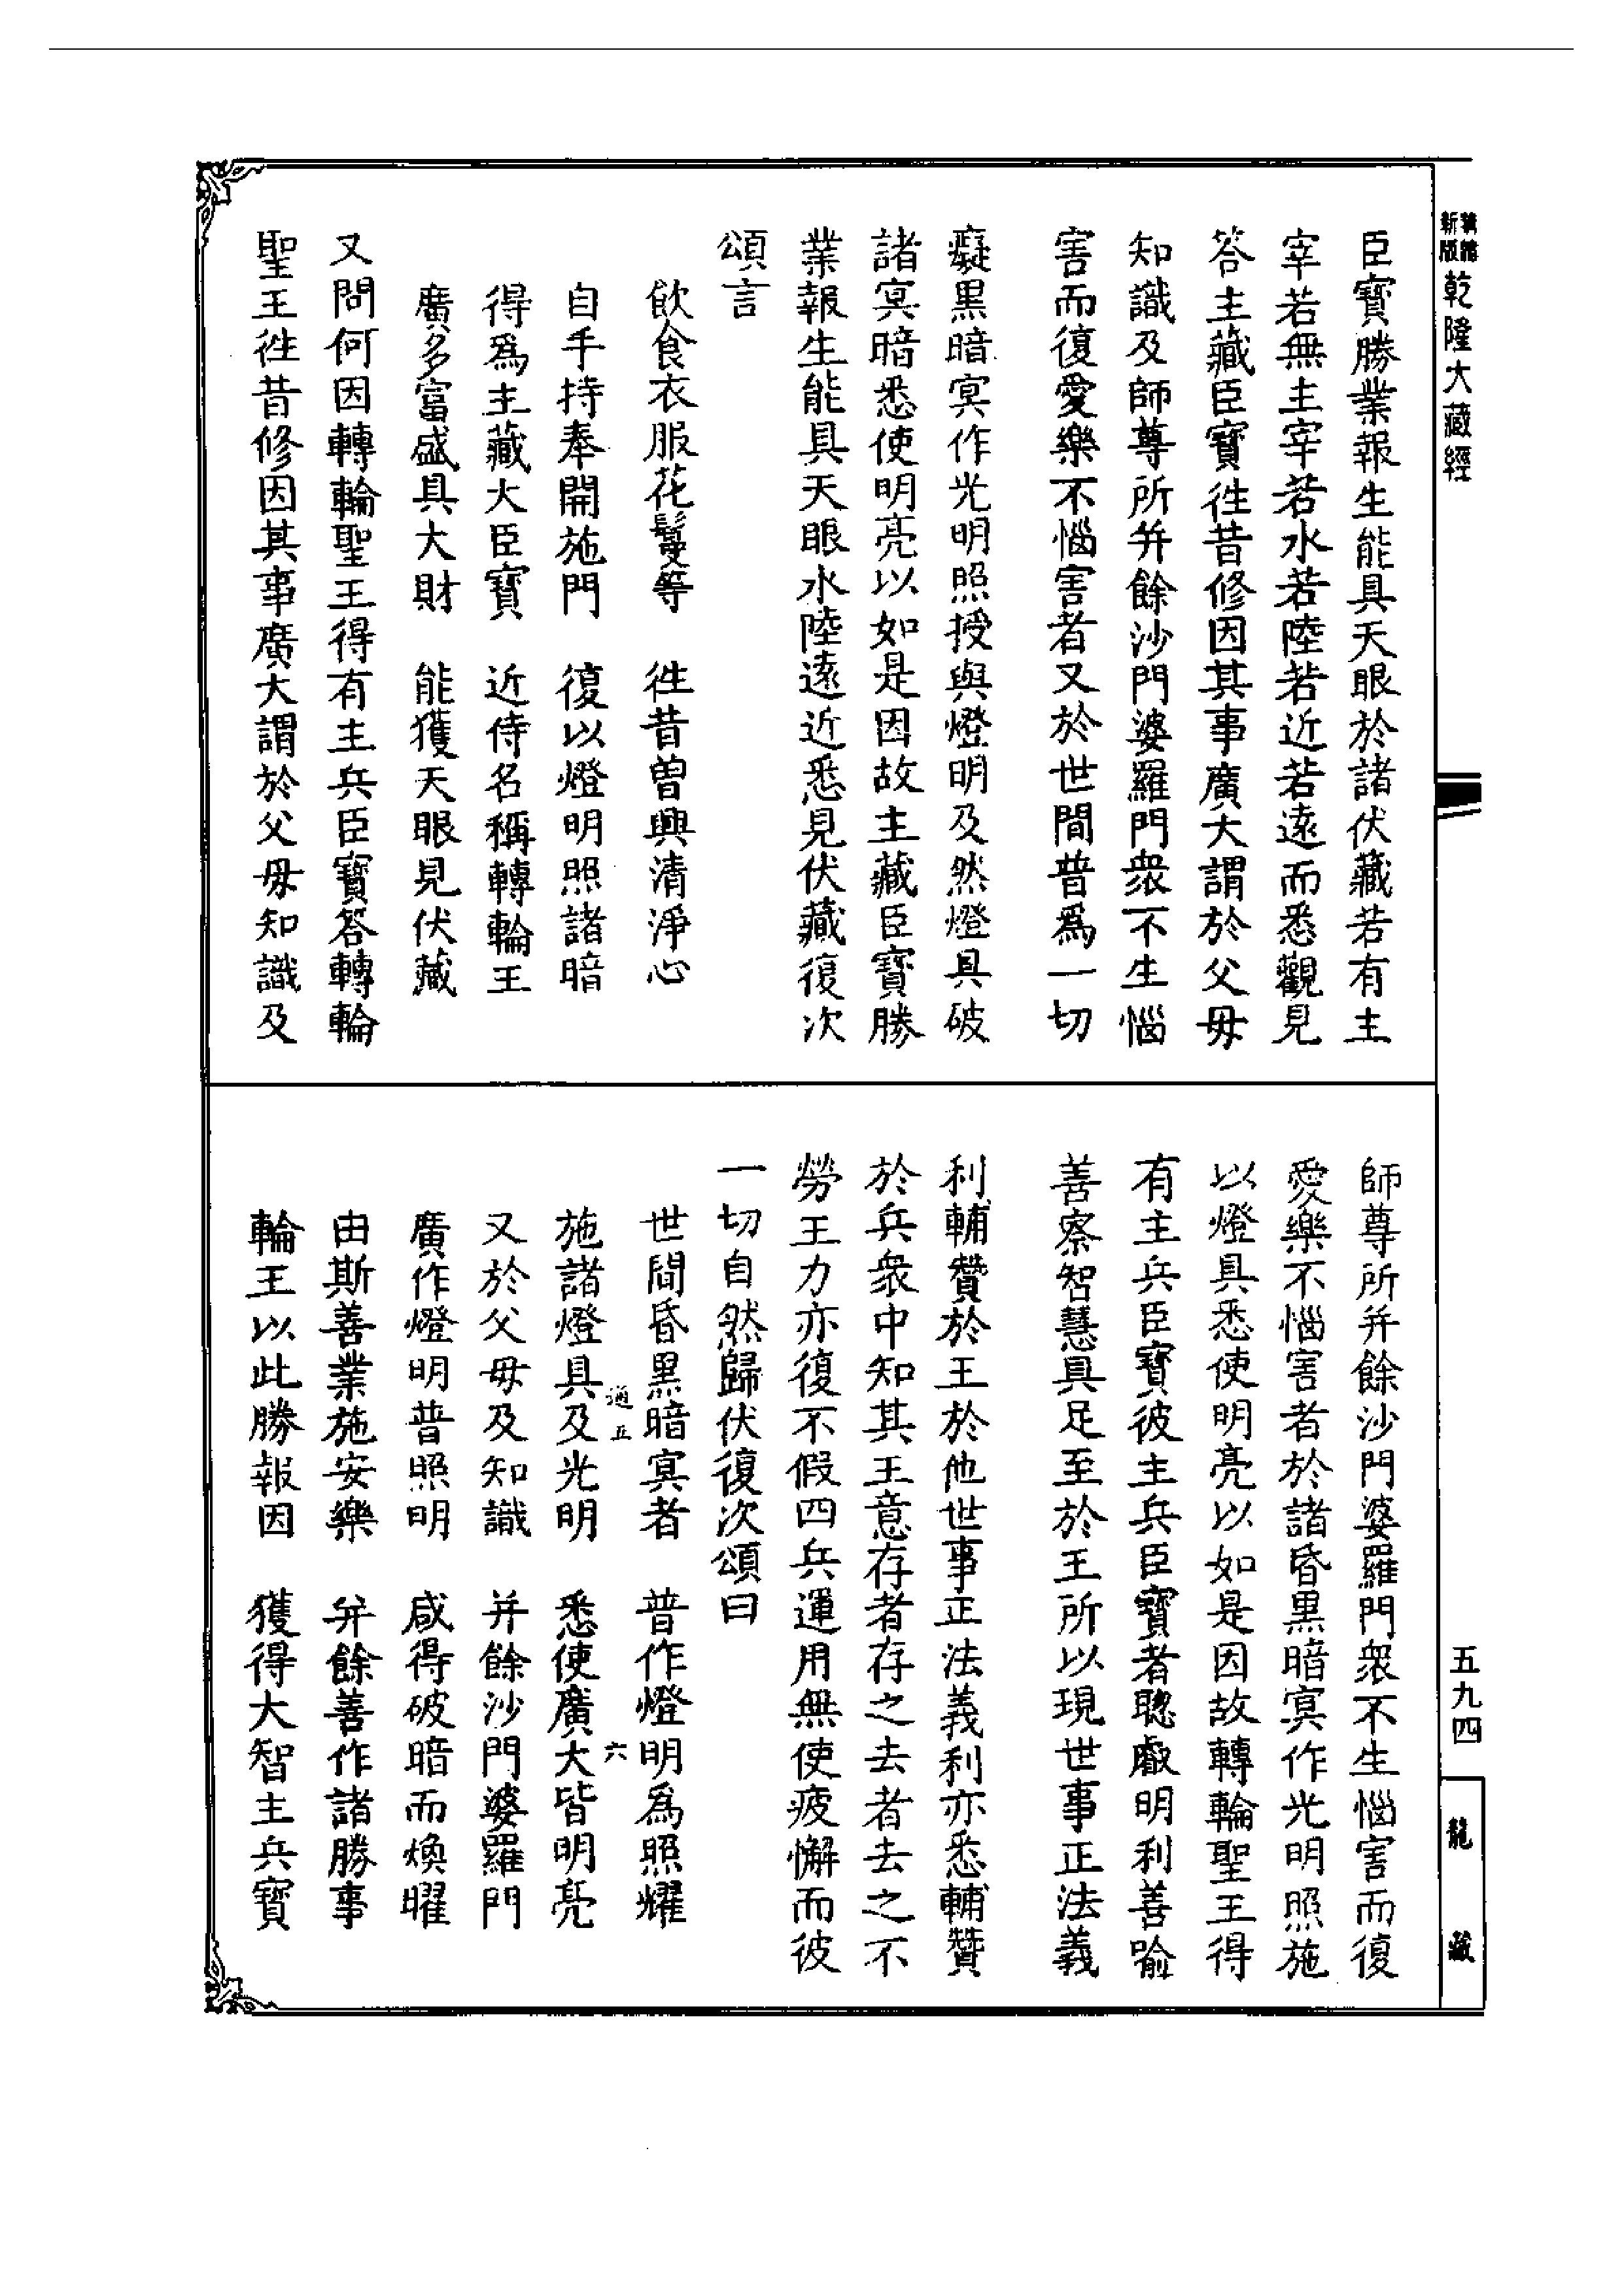 新版
乾隆大藏經
臣寶勝業報生能具天眼於諸伏藏若有主
宰若無主宰若水若陸若近若遠而悉觀見
答主藏臣寶徃昔修因其事廣大謂於父毋
知識及師尊所并餘沙門婆羅門衆不生惱
害而復愛樂不惱害者又於世間普爲一切
癡黒暗冥作光明照授與燈明及然燈具破
諸冥暗悉使明亮以如是因故主藏臣寶勝
業報生能具天眼水陸遠近悉見伏藏復次
頌言
飲食衣服花鬘等　徃昔曽興清淨心
自手持奉開施門　復以燈明照諸暗
得爲主藏大臣寶　近侍名稱轉輪王
廣多富盛具大財　能獲天眼見伏藏
又問何因轉輪聖王得有主兵臣寶答轉輪
聖王徃昔修因其事廣大謂於父毋知識及
師尊所并餘沙門婆羅門衆不生惱害而復
愛樂不惱害者於諸昏黒暗冥作光明照施
以燈具悉使明亮以如是因故轉輪聖王得
有主兵臣寶彼主兵臣寶者聦叡明利善喻
善察智慧具足至於王所以現世事正法義
利輔贊於王於他世事正法義利亦悉輔贊
於兵衆中知其王意存者存之去者去之不
勞王力亦復不假四兵運用無使疲懈而彼
一切自然歸伏復次頌曰
世間昏黒暗冥者　普作燈明爲照耀
通五　六
施諸燈具及光明　悉使廣大皆明亮
又於父毋及知識　并餘沙門婆羅門
廣作燈明普照明　咸得破暗而煥曜
由斯善業施安樂　并餘善作諸勝事
輪王以此勝報因　獲得大智主兵寳
五九四
龍藏